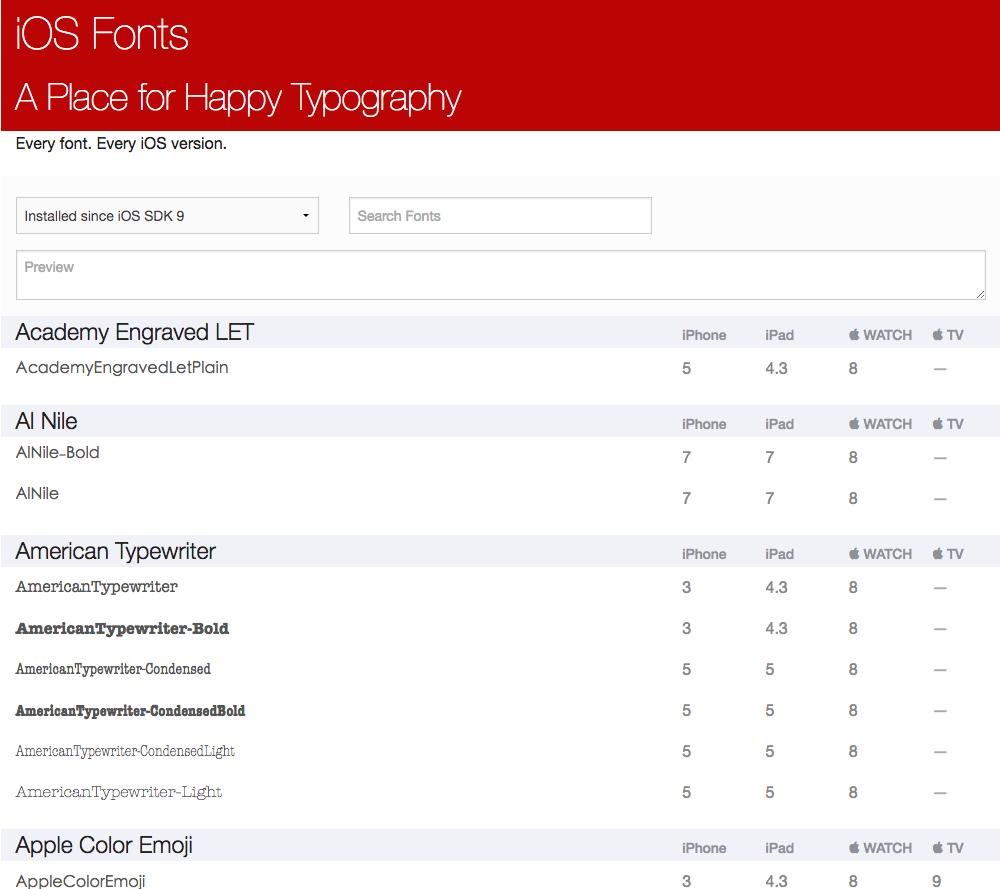 iOS Fonts
A Place for Happy Typography
Every font. Every iOS version.
Installed since iOS SDK 9 Search Fonts
Preview
Academy Engraved LET iPhone iPad WATCH TV
AcademyEngravedLetPlain 5 4.3 8 —
Al Nile iPhone iPad WATCH TV
AlNile-Bold 7 7 8 —
AlNile 7 7 8 —
American Typewriter iPhone iPad WATCH TV
AmericanTypewriter 3 4.3 8 —
AmericanTypewriter-Bold 3 4.3 8 —
AmericanTypewriter-Condensed 5 5 8 —
AmericanTypewriter-CondensedBold 5 5 8 —
AmericanTypewriter-CondensedLight 5 5 8 —
AmericanTypewriter-Light 5 5 8 —
Apple Color Emoji iPhone iPad WATCH TV
AppleColorEmoji 3 4.3 8 9